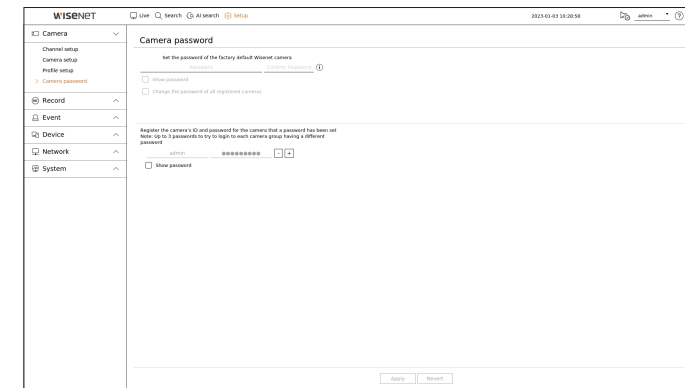 WISENET
Live Search AI search Setup
2023-01-03 10:28:58
admin
Camera
Channel setup
Camera setup
Profile setup
> Camera password
Record
Event
Device
Network
System
Camera password
Set the password of the factory default Wisenet camera
Password Confirm Password
Show password
Change the password of all registered cameras
Register the camera's ID and password for the camera that a password has been set
Note: Up to 3 passwords to try to login to each camera group having a different
password
admin ●●●●●●●●● - +
Show password
Apply Revert